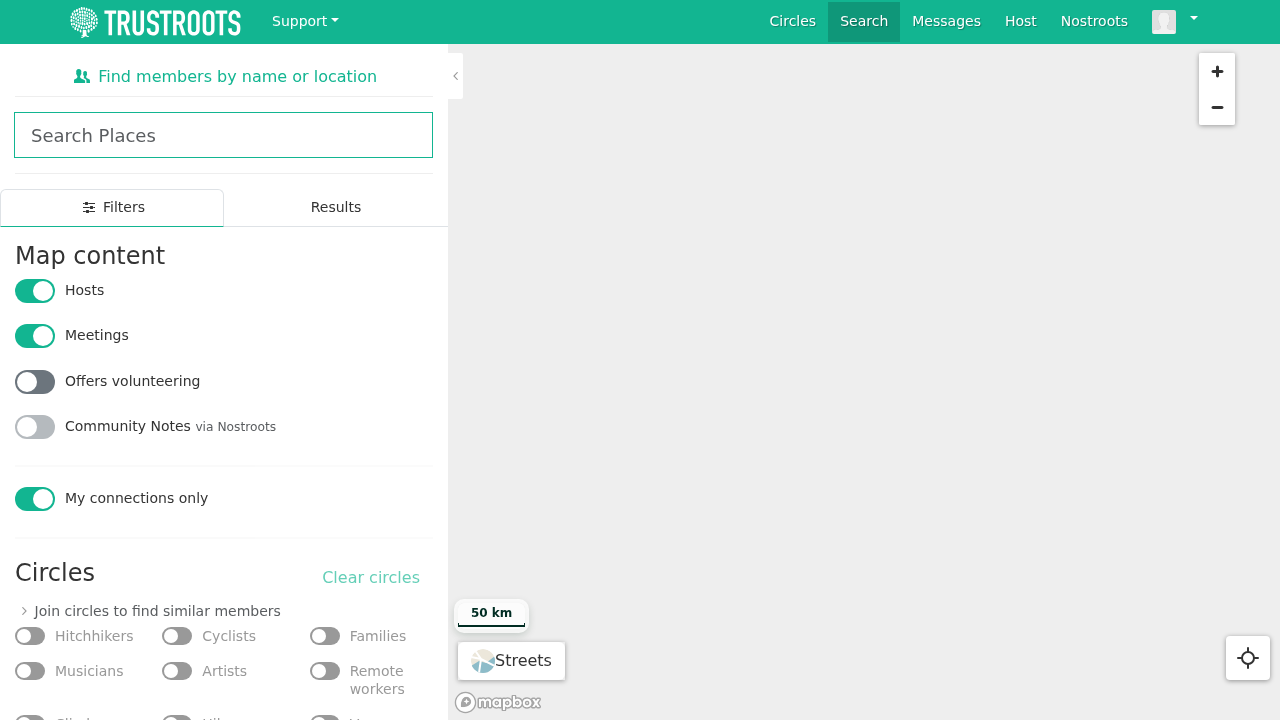 TRUSTROOTS
Support
Circles
Search
Messages
Host
Nostroots
Find members by name or location
Search Places
Filters
Results
Map content
Hosts
Meetings
Offers volunteering
Community Notes via Nostroots
My connections only
Circles
Clear circles
Join circles to find similar members
Hitchhikers
Cyclists
Families
Musicians
Artists
Remote
workers
50 km
Streets
mapbox